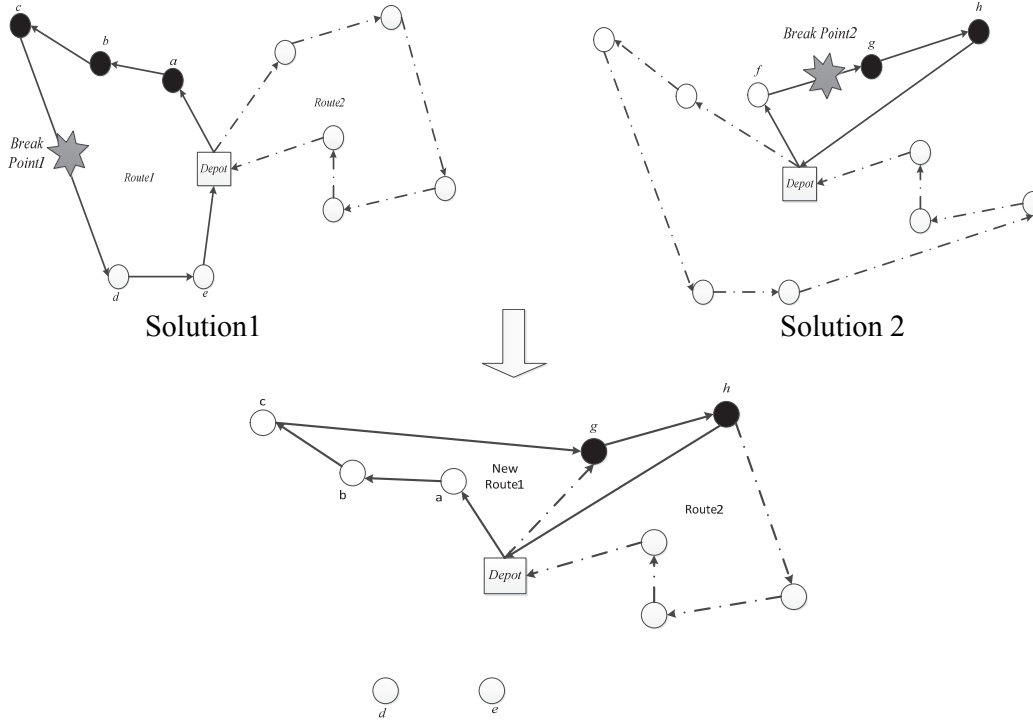 c
b
a
Break
Point1
Route1
Route2
Depot
d
e
Solution1
h
Break Point2
g
f
Depot
Solution 2
c
b
a
New
Route1
g
h
Route2
Depot
d
e